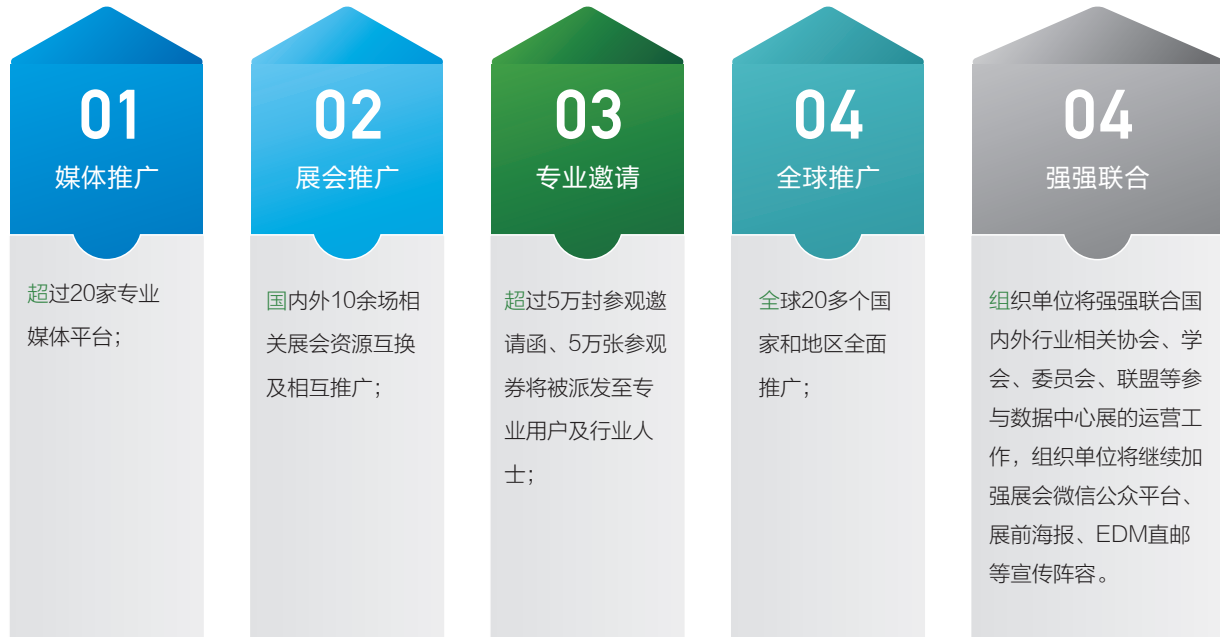 01
媒体推广
超过20家专业
媒体平台；
02
展会推广
国内外10余场相
关展会资源互换
及相互推广；
03
专业邀请
超过5万封参观邀
请函、5万张参观
券将被派发至专
业用户及行业人
士；
04
全球推广
全球20多个国
家和地区全面
推广；
04
强强联合
组织单位将强强联合国
内外行业相关协会、学
会、委员会、联盟等参
与数据中心展的运营工
作，组织单位将继续加
强展会微信公众平台、
展前海报、EDM直邮
等宣传阵容。